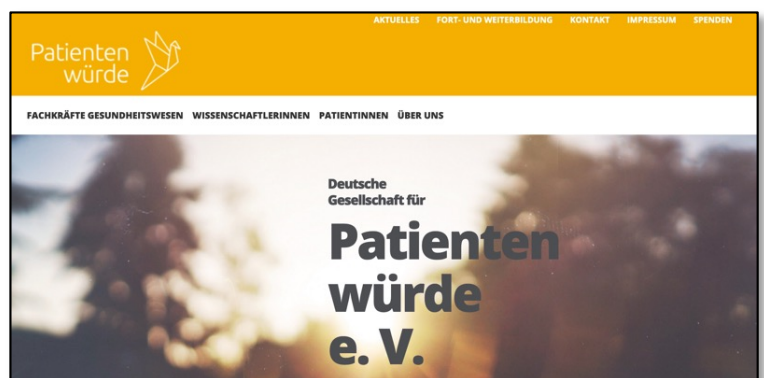 AKTUELLES FORT- UND WEITERBILDUNG KONTAKT IMPRESSUM SPENDEN
Patienten
würde
FACHKRÄFTE GESUNDHEITSWESEN WISSENSCHAFTLERINNEN PATIENTINNEN ÜBER UNS
Deutsche
Gesellschaft für
Patienten
würde
e. V.